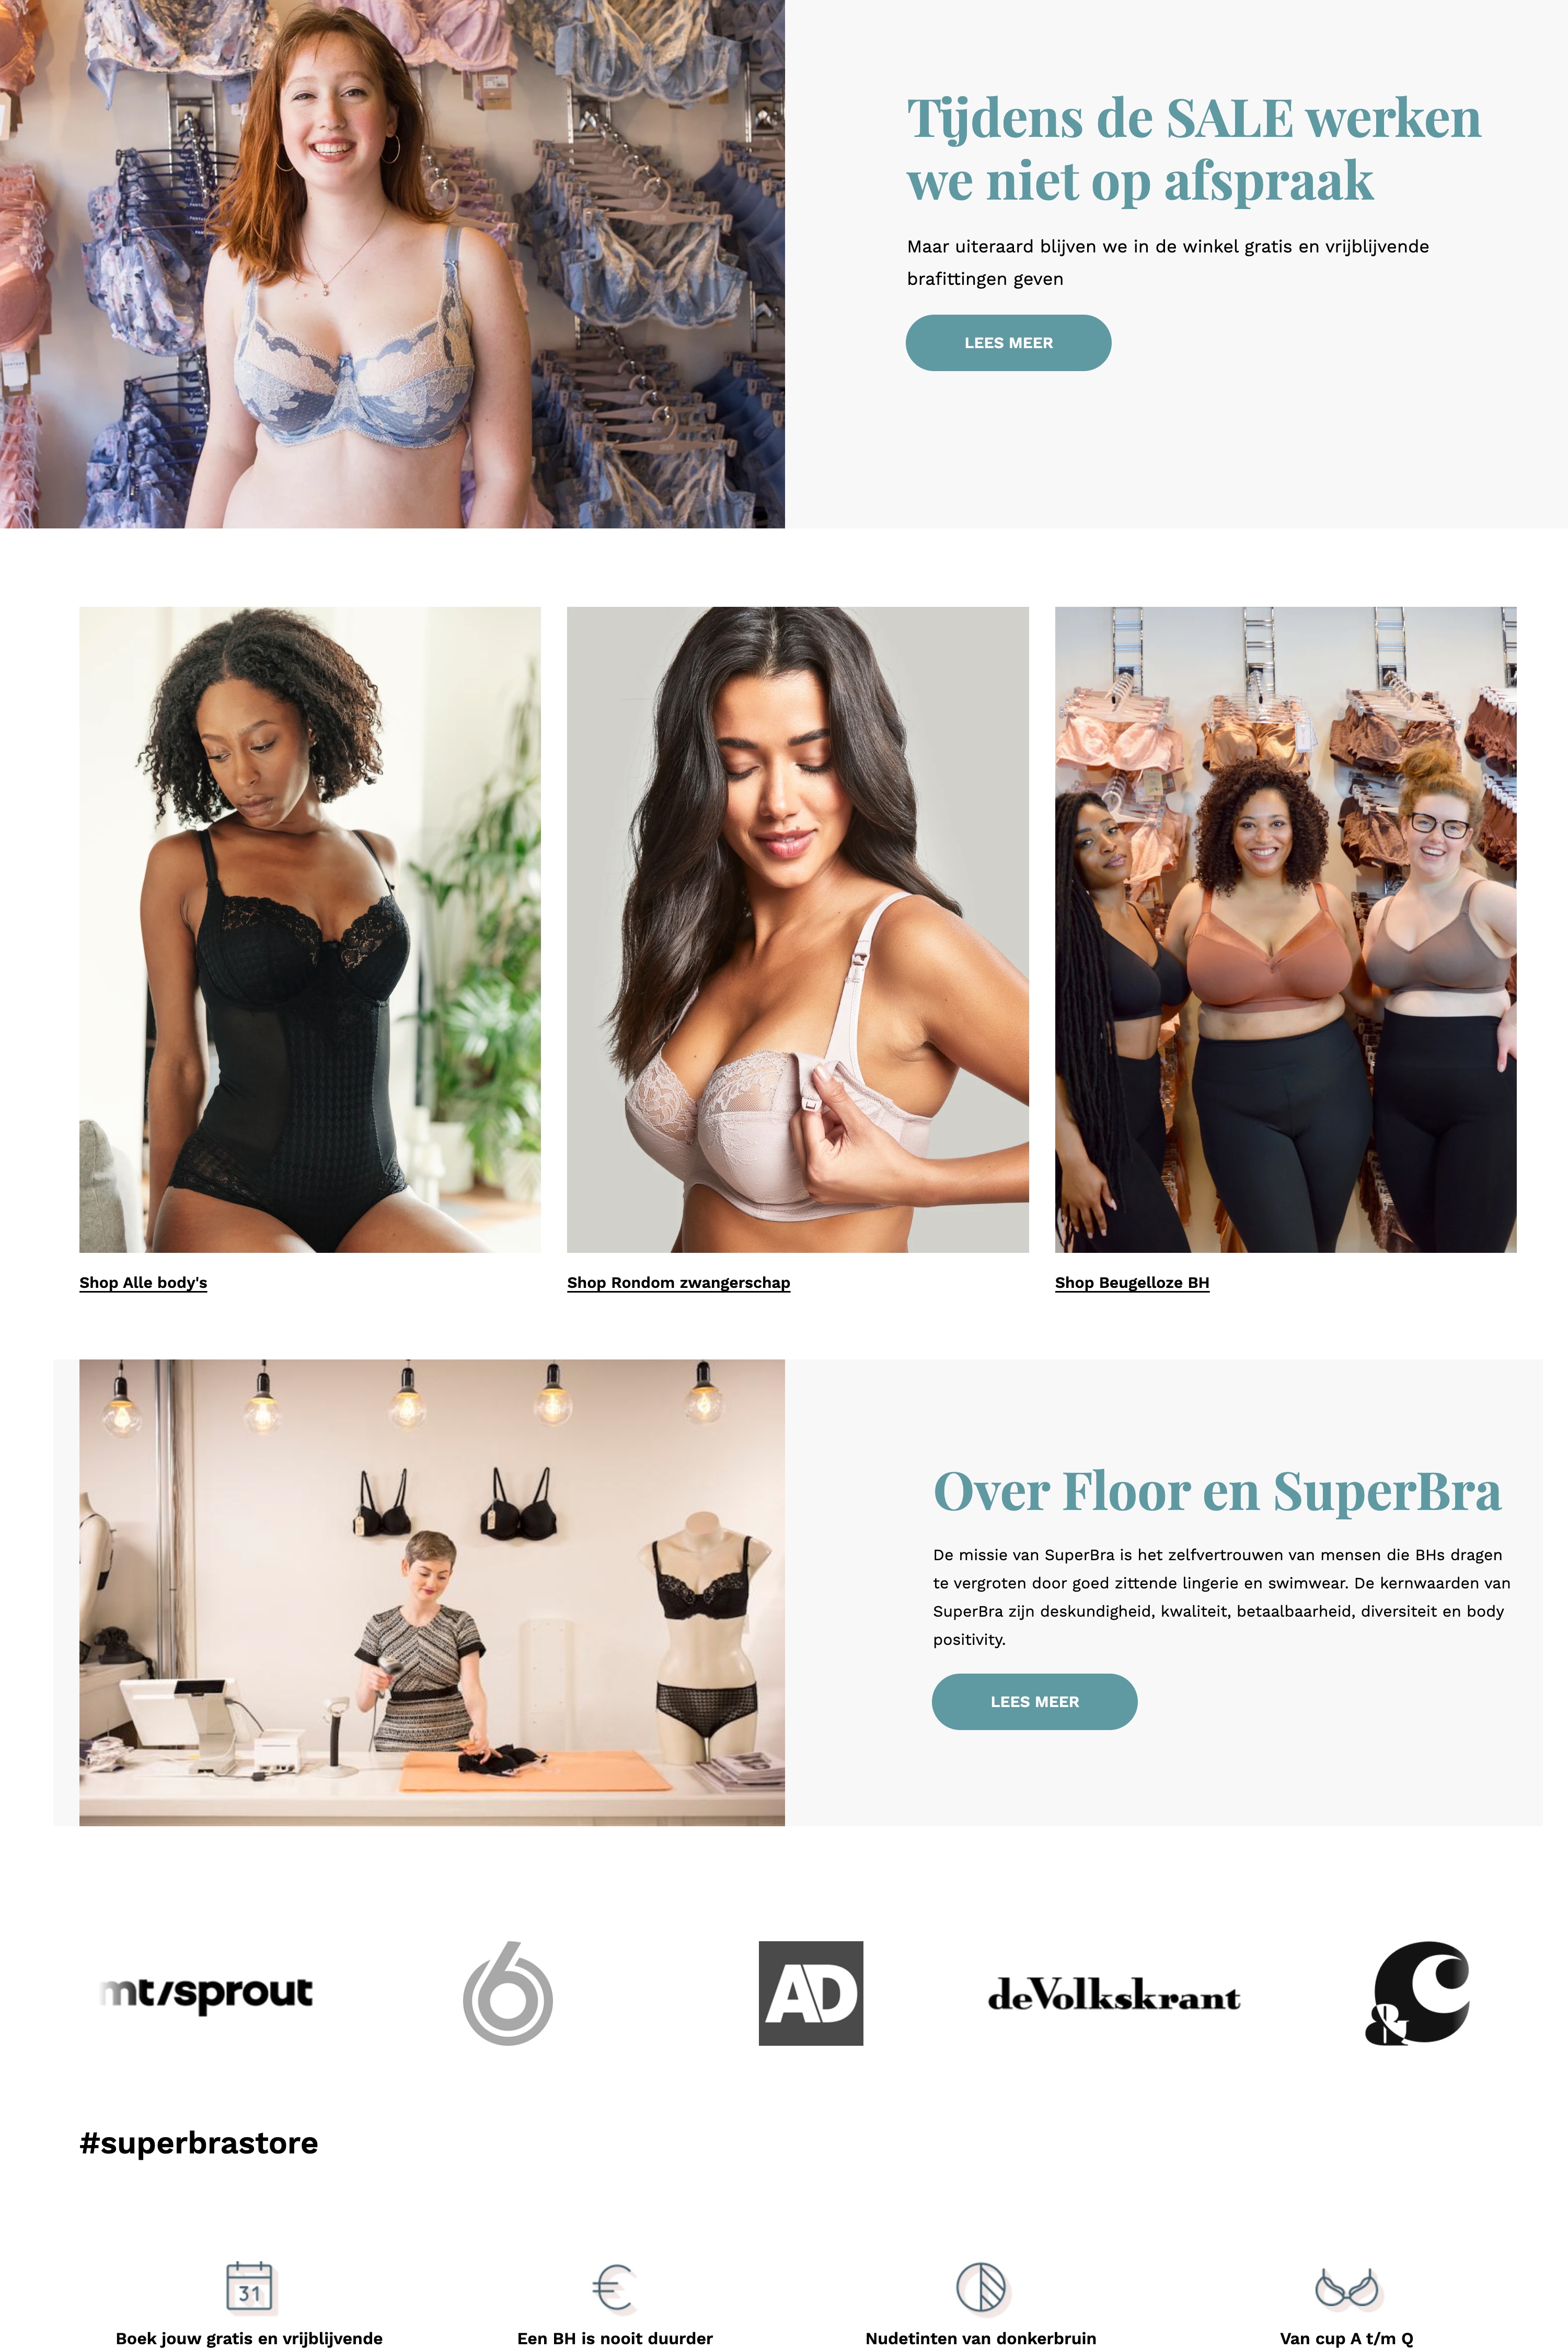 Tijdens de SALE werken
we niet op afspraak
Maar uiteraard blijven we in de winkel gratis en vrijblijvende
brafittingen geven
LEES MEER
Shop Alle body's
Shop Rondom zwangerschap
Shop Beugelloze BH
Over Floor en SuperBra
De missie van SuperBra is het zelfvertrouwen van mensen die BHs dragen
te vergroten door goed zittende lingerie en swimwear. De kernwaarden van
SuperBra zijn deskundigheid, kwaliteit, betaalbaarheid, diversiteit en body
positivity.
LEES MEER
mt/sprout
6
AD
deVolkskrant
&C
#superbrastore
31
€
Boek jouw gratis en vrijblijvende
Een BH is nooit duurder
Nudetinten van donkerbruin
Van cup A t/m Q